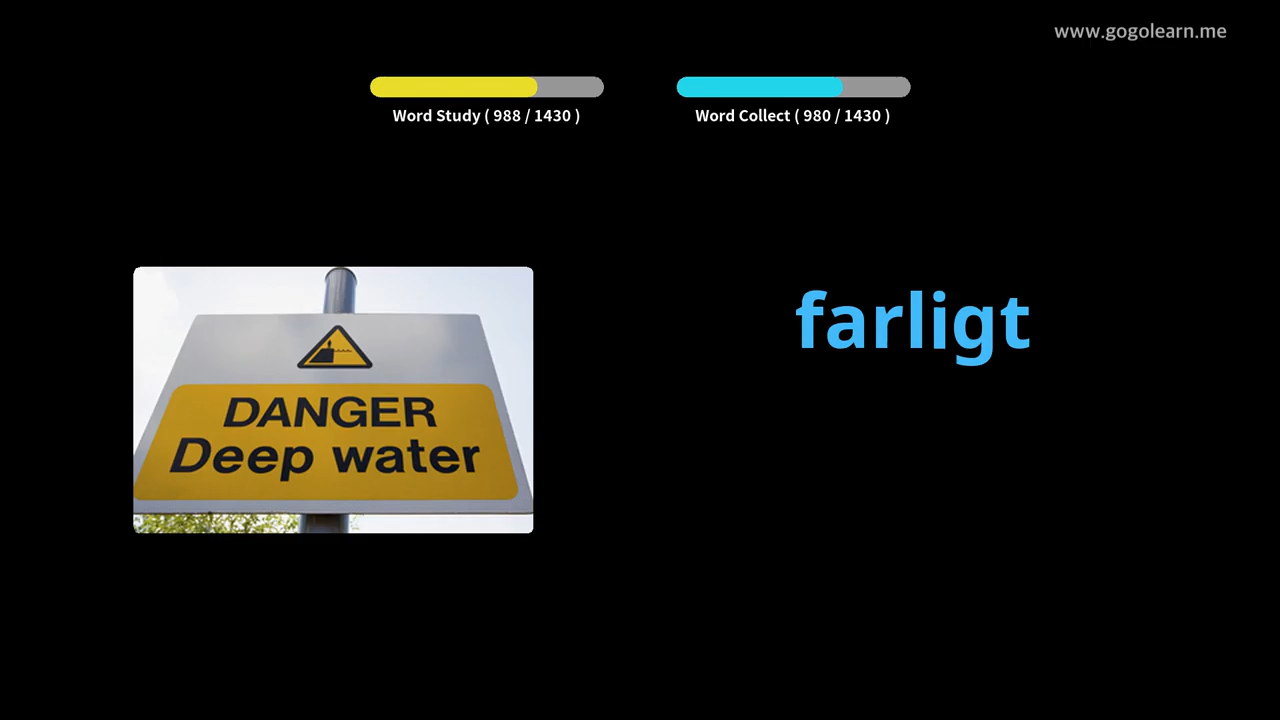 www.gogolearn.me
Word Study ( 988 / 1430 )
Word Collect ( 980 / 1430 )
DANGER
Deep water
farligt